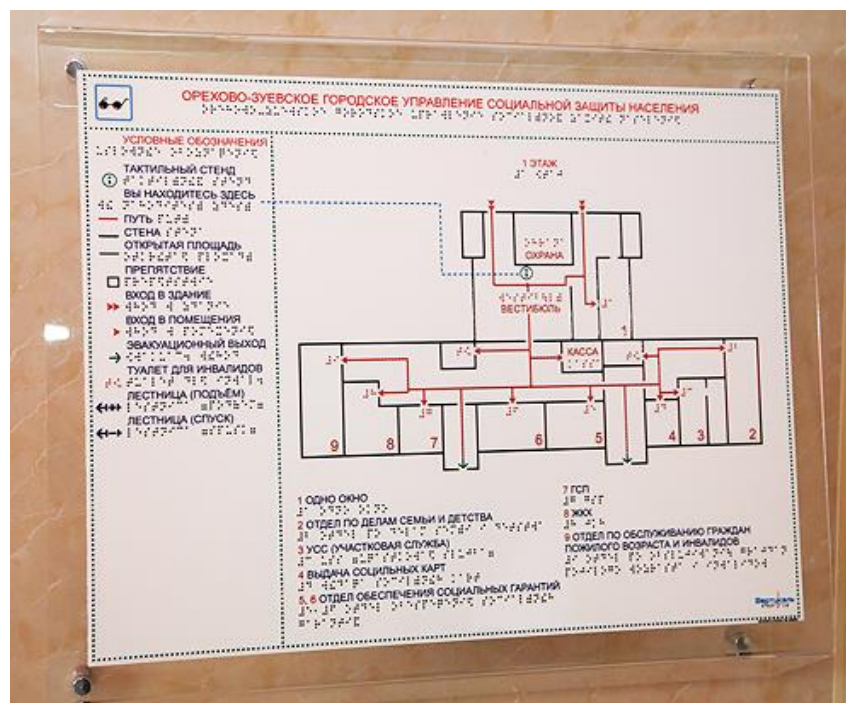 ОРЕХОВО-ЗУЕВСКОЕ ГОРОДСКОЕ УПРАВЛЕНИЕ СОЦИАЛЬНОЙ ЗАЩИТЫ НАСЕЛЕНИЯ
УСЛОВНЫЕ ОБОЗНАЧЕНИЯ
ТАКТИЛЬНЫЙ СТЕНД
ВЫ НАХОДИТЕСЬ ЗДЕСЬ
ПУТЬ
СТЕНА
ОТКРЫТАЯ ПЛОЩАДЬ
ПРЕПЯТСТВИЕ
ВХОД В ЗДАНИЕ
ВХОД В ПОМЕЩЕНИЯ
ЭВАКУАЦИОННЫЙ ВЫХОД
ТУАЛЕТ ДЛЯ ИНВАЛИДОВ
ЛЕСТНИЦА (ПОДЪЁМ)
ЛЕСТНИЦА (СПУСК)
1 ЭТАЖ
ОХРАНА
ВЕСТИБЮЛЬ
1
КАССА
9 8 7 6 5 4 3 2
1 ОДНО ОКНО
2 ОТДЕЛ ПО ДЕЛАМ СЕМЬИ И ДЕТСТВА
3 УСС (УЧАСТКОВАЯ СЛУЖБА)
4 ВЫДАЧА СОЦИЛЬНЫХ КАРТ
5, 6 ОТДЕЛ ОБЕСПЕЧЕНИЯ СОЦИАЛЬНЫХ ГАРАНТИЙ
7 ГСП
8 ЖКХ
9 ОТДЕЛ ПО ОБСЛУЖИВАНИЮ ГРАЖДАН
ПОЖИЛОГО ВОЗРАСТА И ИНВАЛИДОВ